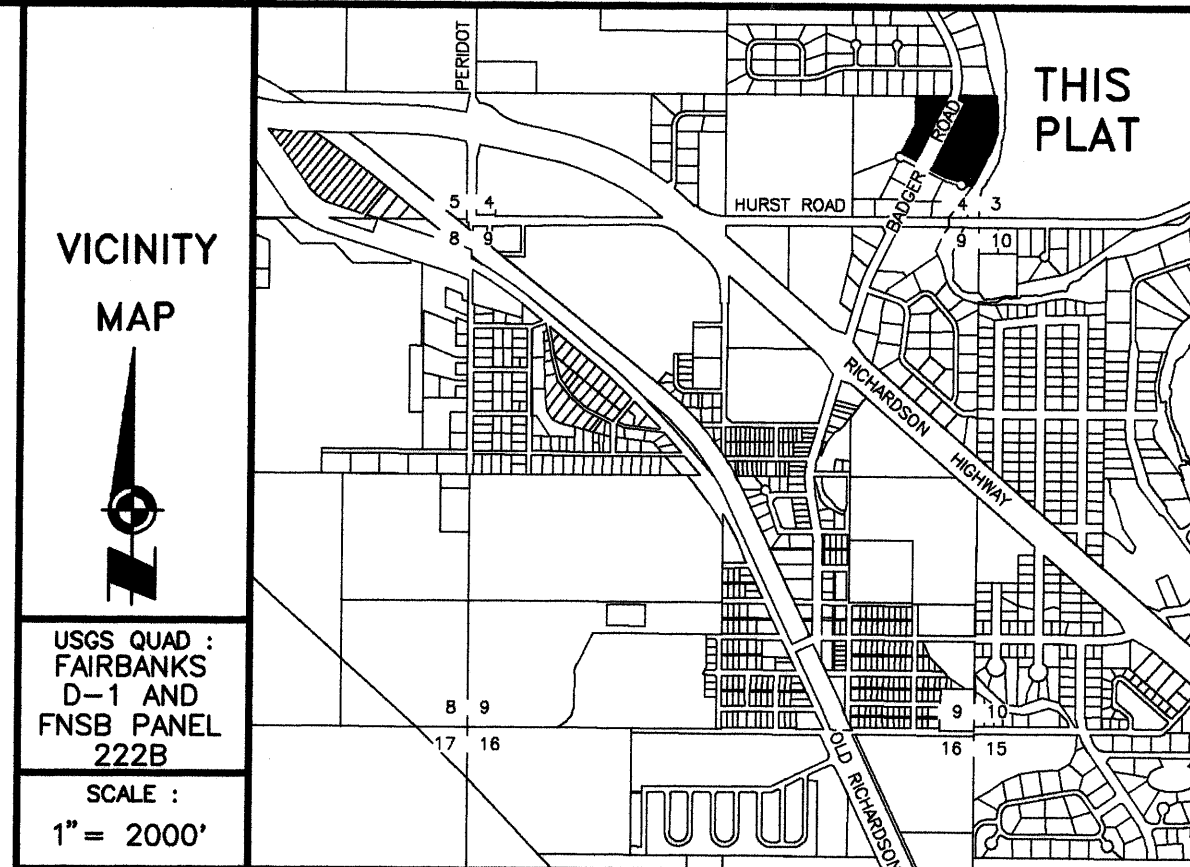 VICINITY
MAP
N
USGS QUAD :
FAIRBANKS
D-1 AND
FNSB PANEL
222B
SCALE :
1" = 2000'
THIS
PLAT
PERIDOT
BADGER ROAD
HURST ROAD
5 4
8 9
4 3
9 10
RICHARDSON HIGHWAY
8 9
17 16
9 10
16 15
OLD RICHARDSON